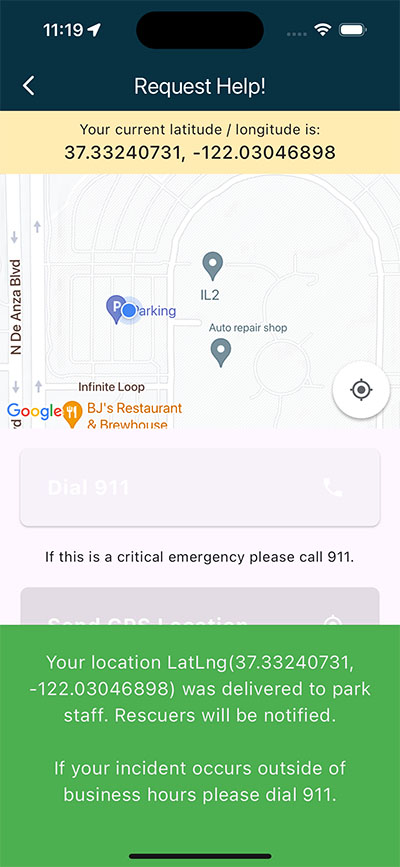 11:19
Request Help!
Your current latitude / longitude is:
37.33240731, -122.03046898
N De Anza Blvd
IL2
P Parking
Auto repair shop
Infinite Loop
Google
BJ's Restaurant
& Brewhouse
rd
Dial 911
If this is a critical emergency please call 911.
Send GPS Location
Your location LatLng(37.33240731,
-122.03046898) was delivered to park
staff. Rescuers will be notified.
If your incident occurs outside of
business hours please dial 911.